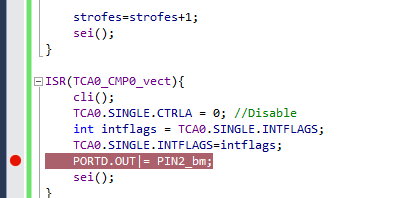 strofes=strofes+1;
sei();
}
ISR(TCA0_CMP0_vect){
cli();
TCA0.SINGLE.CTRLA = 0; //Disable
int intflags = TCA0.SINGLE.INTFLAGS;
TCA0.SINGLE.INTFLAGS=intflags;
PORTD.OUT|= PIN2_bm;
sei();
}